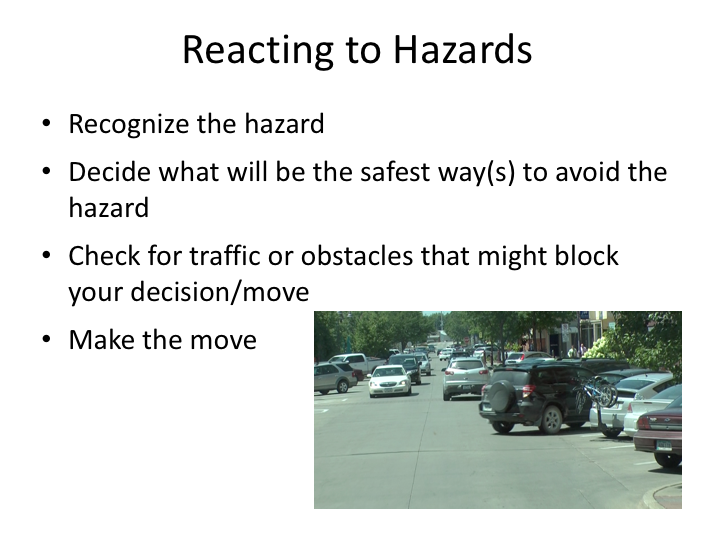 Reacting to Hazards
• Recognize the hazard
• Decide what will be the safest way(s) to avoid the
hazard
• Check for traffic or obstacles that might block
your decision/move
• Make the move